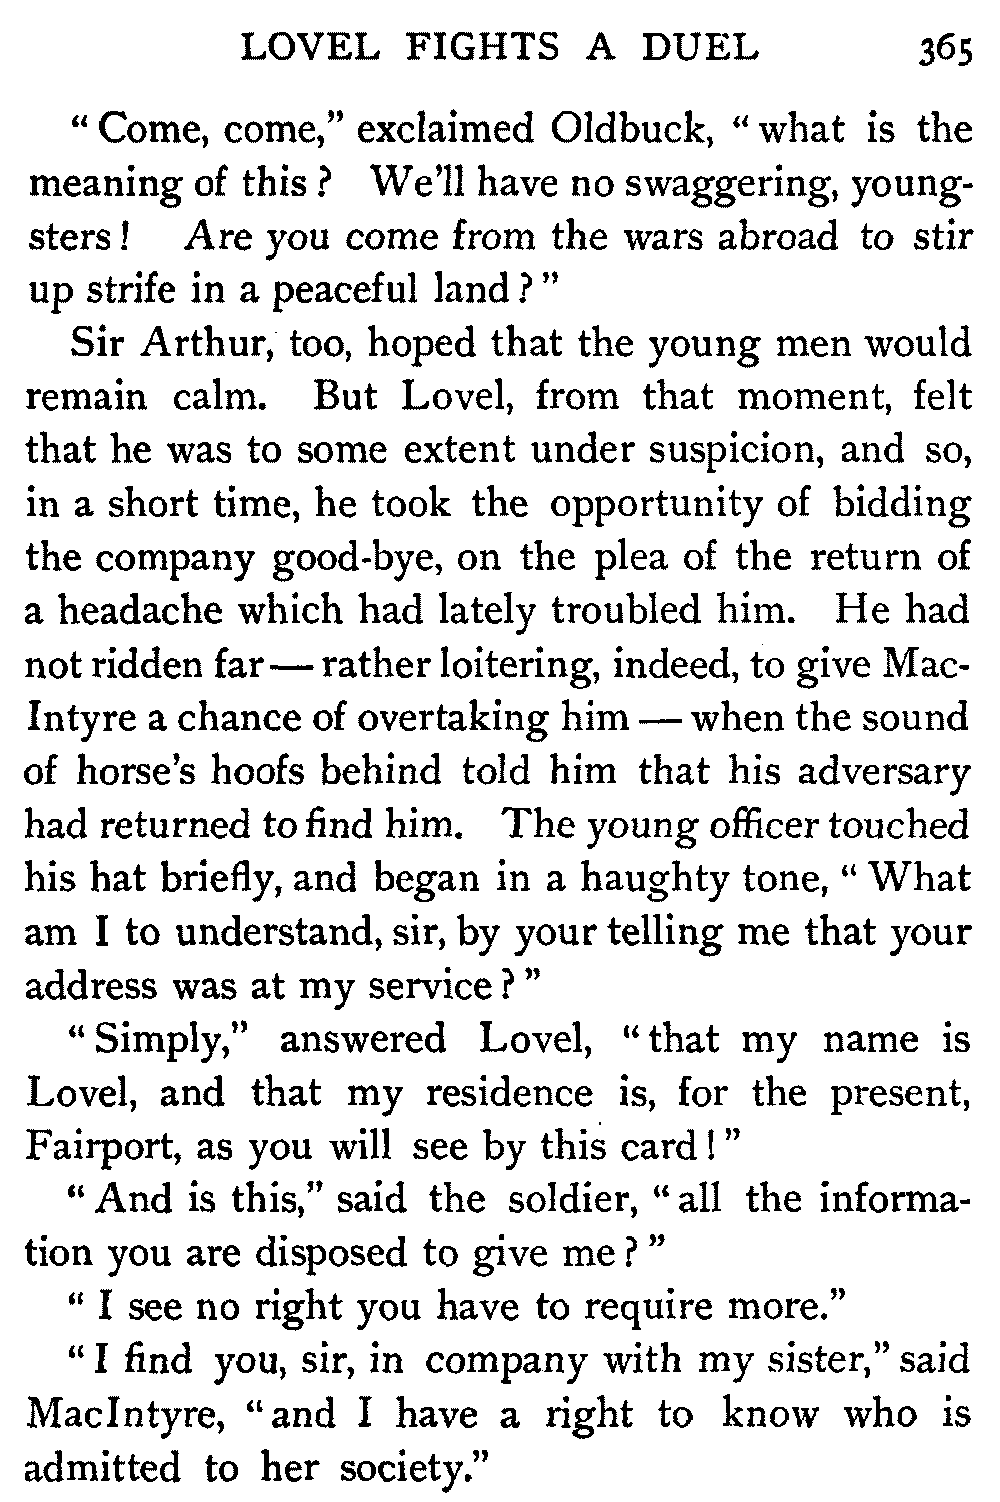 LOVEL FIGHTS A DUEL 365
"Come, come," exclaimed Oldbuck, "what is the
meaning of this? We'll have no swaggering, young-
sters! Are you come from the wars abroad to stir
up strife in a peaceful land?"
Sir Arthur, too, hoped that the young men would
remain calm. But Lovel, from that moment, felt
that he was to some extent under suspicion, and so,
in a short time, he took the opportunity of bidding
the company good-bye, on the plea of the return of
a headache which had lately troubled him. He had
not ridden far—rather loitering, indeed, to give Mac-
Intyre a chance of overtaking him—when the sound
of horse's hoofs behind told him that his adversary
had returned to find him. The young officer touched
his hat briefly, and began in a haughty tone, "What
am I to understand, sir, by your telling me that your
address was at my service?"
"Simply," answered Lovel, "that my name is
Lovel, and that my residence is, for the present,
Fairport, as you will see by this card!"
"And is this," said the soldier, "all the informa-
tion you are disposed to give me?"
"I see no right you have to require more."
"I find you, sir, in company with my sister," said
MacIntyre, "and I have a right to know who is
admitted to her society."